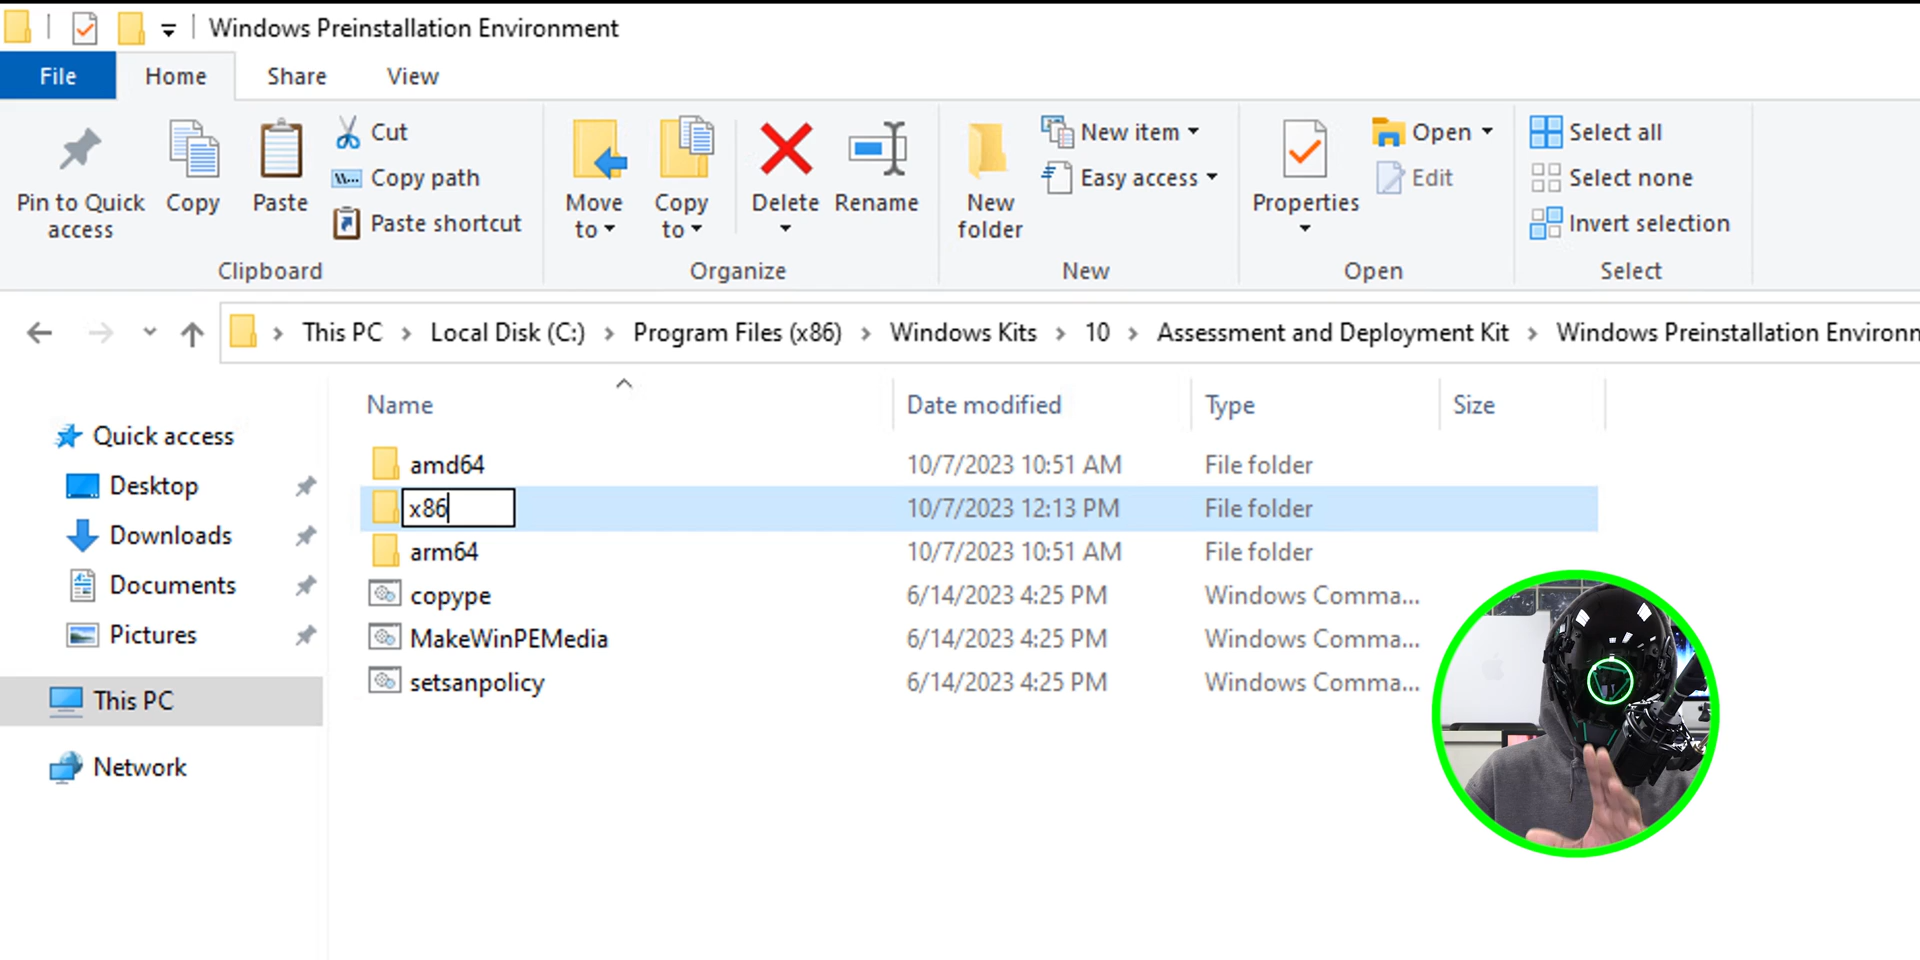 Windows Preinstallation Environment
File Home Share View
Pin to Quick access
Copy
Paste
Cut
Copy path
Paste shortcut
Clipboard
Move to
Copy to
Delete
Rename
Organize
New folder
New item
Easy access
New
Properties
Open
Edit
Open
Select all
Select none
Invert selection
Select
This PC > Local Disk (C:) > Program Files (x86) > Windows Kits > 10 > Assessment and Deployment Kit > Windows Preinstallation Environn
Name Date modified Type Size
Quick access
Desktop
Downloads
Documents
Pictures
This PC
Network
amd64 10/7/2023 10:51 AM File folder
x86 10/7/2023 12:13 PM File folder
arm64 10/7/2023 10:51 AM File folder
copype 6/14/2023 4:25 PM Windows Comma...
MakeWinPEMedia 6/14/2023 4:25 PM Windows Comma...
setsanpolicy 6/14/2023 4:25 PM Windows Comma...